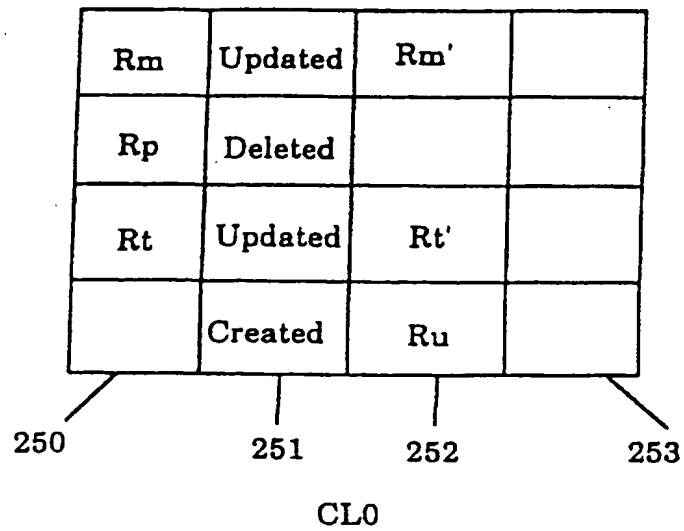 Rm Updated Rm'
Rp Deleted
Rt Updated Rt'
Created Ru
250 251 252 253
CL0